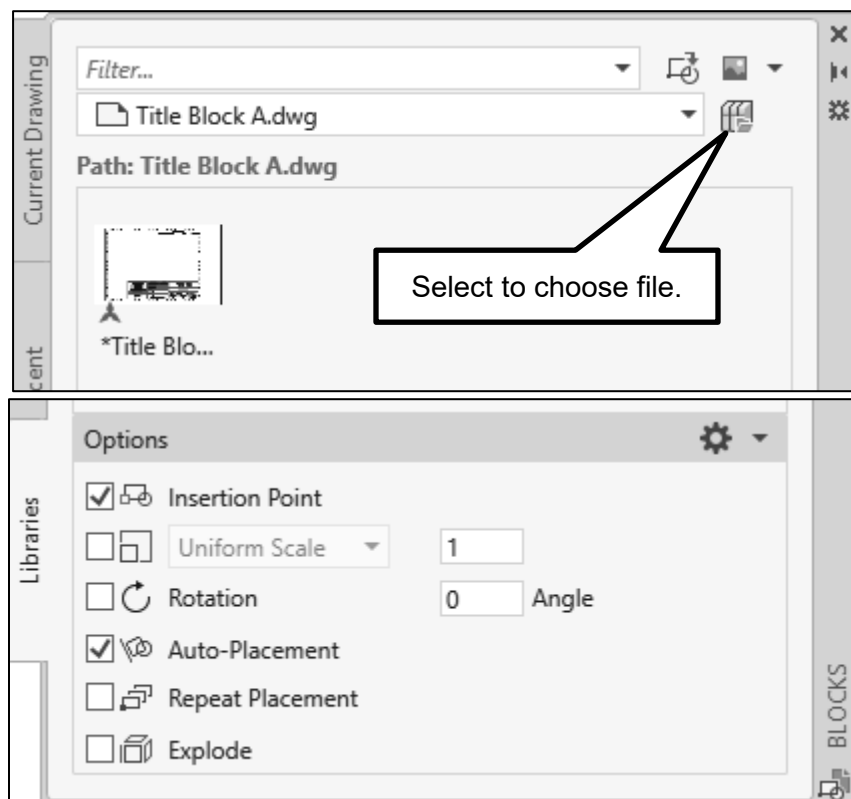 Filter...
Title Block A.dwg
Path: Title Block A.dwg
Select to choose file.
*Title Blo...
Current Drawing
cent
Options
Insertion Point
Uniform Scale 1
Rotation 0 Angle
Auto-Placement
Repeat Placement
Explode
Libraries
BLOCKS